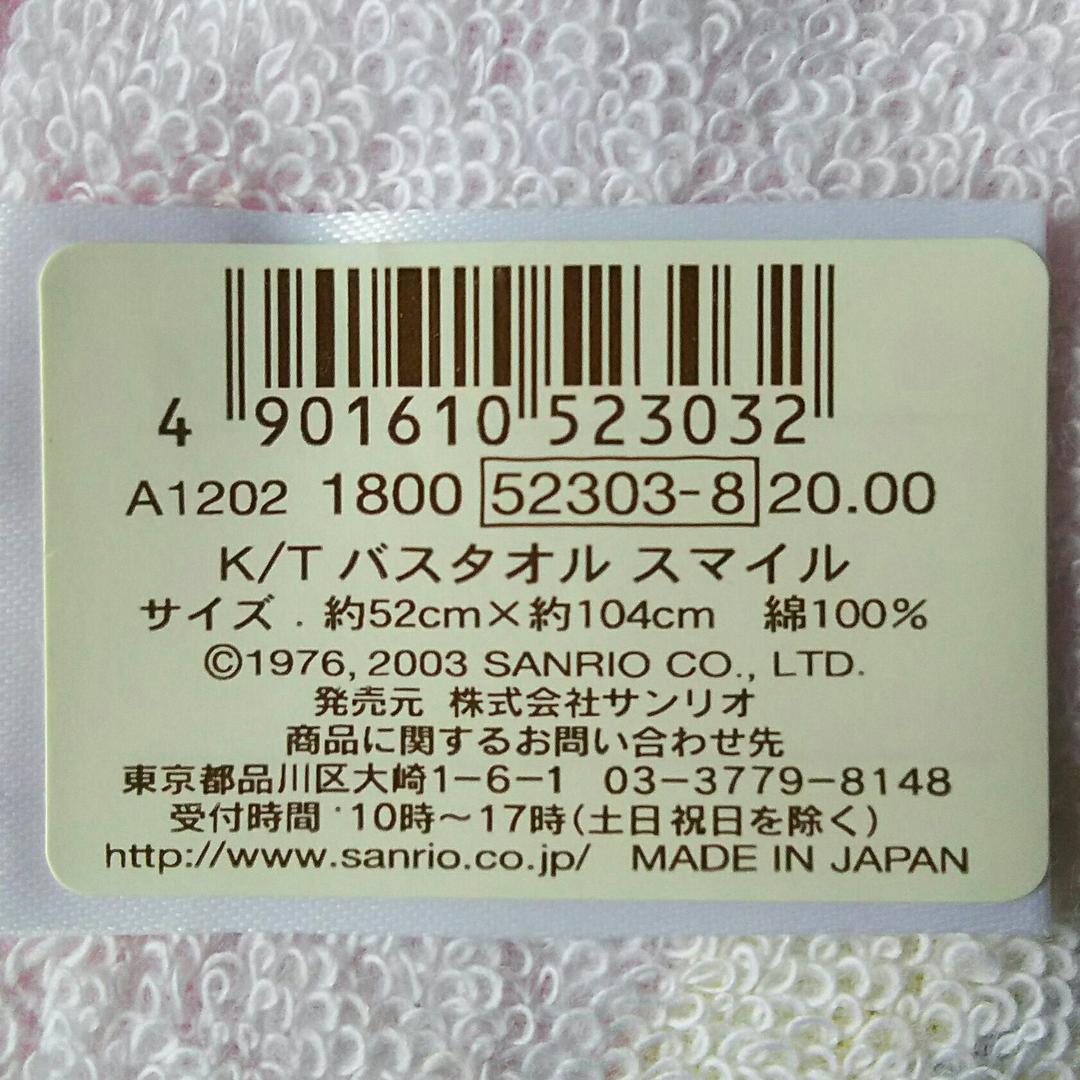 4 901610 523032
A1202 1800 52303-8 20.00
K/T バスタオル スマイル
サイズ . 約52cm×約104cm 綿100%
©1976, 2003 SANRIO CO., LTD.
発売元 株式会社サンリオ
商品に関するお問い合わせ先
東京都品川区大崎1-6-1 03-3779-8148
受付時間 ・10時〜17時(土日祝日を除く)
http://www.sanrio.co.jp/ MADE IN JAPAN